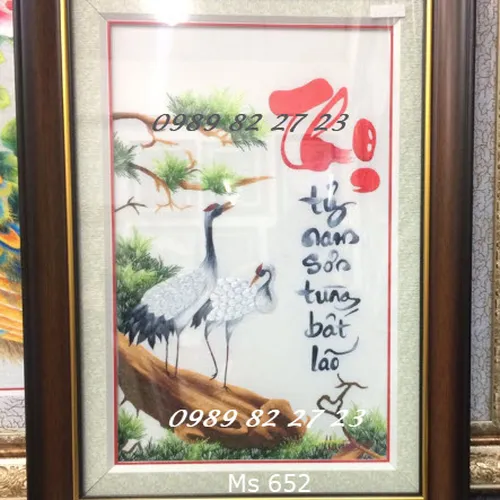 0989 82 27 23
Thọ
tỷ
nam
sơn
tùng
bất
lão
0989 82 27 23
Ms 652